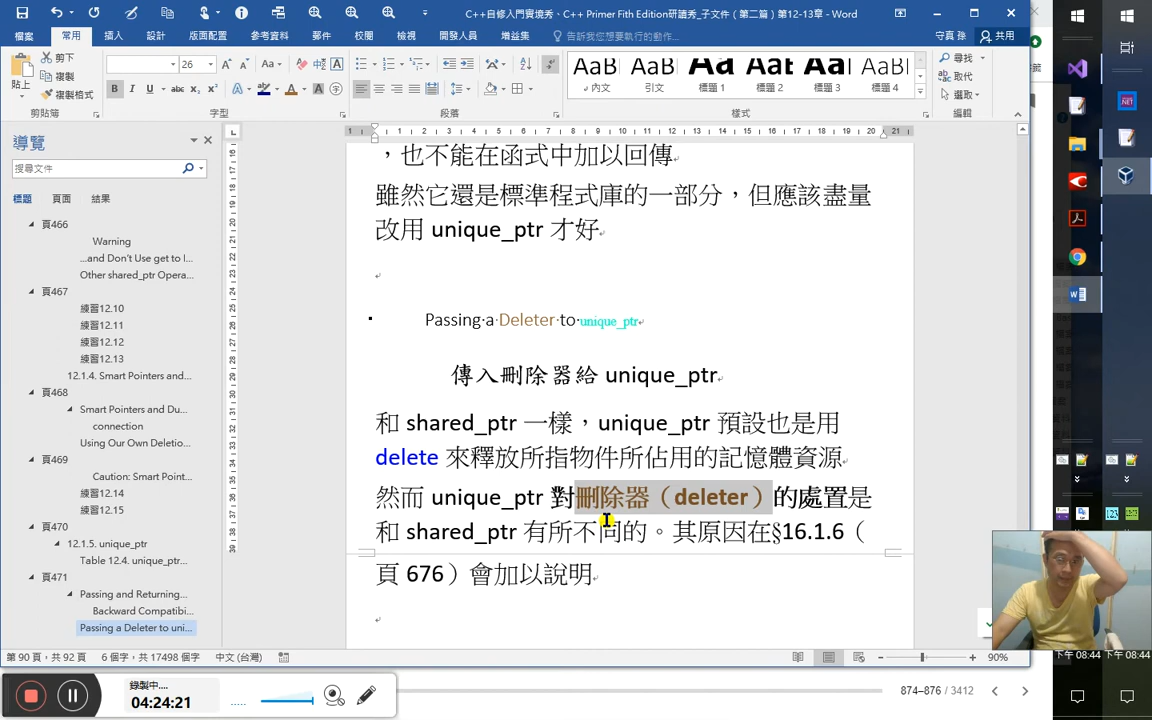 C++自修入門實境秀、C++ Primer Fith Edition研讀秀_子文件（第二篇）第12-13章 - Word
檔案 常用 插入 設計 版面配置 參考資料 郵件 校閱 檢視 開發人員 增益集 告訴我您想要執行的動作... 守真 孫 共用
貼上 剪下 複製 複製格式 剪貼簿
26 Aa 字型
B I U abc x₂ x² A
段落
AaB AaB Aa AaB AaB AaBb
內文 引文 標題 1 標題 2 標題 3 標題 4 樣式
尋找 取代 選取 編輯
導覽
搜尋文件
標題 頁面 結果
頁466
Warning
...and Don't Use get to I...
Other shared_ptr Opera...
頁467
練習12.10
練習12.11
練習12.12
練習12.13
12.1.4. Smart Pointers and...
頁468
Smart Pointers and Du...
connection
Using Our Own Deletio...
頁469
Caution: Smart Point...
練習12.14
練習12.15
頁470
12.1.5. unique_ptr
Table 12.4. unique_ptr...
頁471
Passing and Returning...
Backward Compatibi...
Passing a Deleter to uni...
，也不能在函式中加以回傳
雖然它還是標準程式庫的一部分，但應該盡量
改用 unique_ptr 才好
Passing a Deleter to unique_ptr
傳入刪除器給 unique_ptr
和 shared_ptr 一樣，unique_ptr 預設也是用
delete 來釋放所指物件所佔用的記憶體資源
然而 unique_ptr 對刪除器（deleter）的處置是
和 shared_ptr 有所不同的。其原因在§16.1.6（
頁 676）會加以說明
第 90 頁，共 92 頁 6 個字，共 17498 個字 中文 (台灣) 90%
錄製中....
04:24:21
874–876 / 3412
下午 08:44 下午 08:44